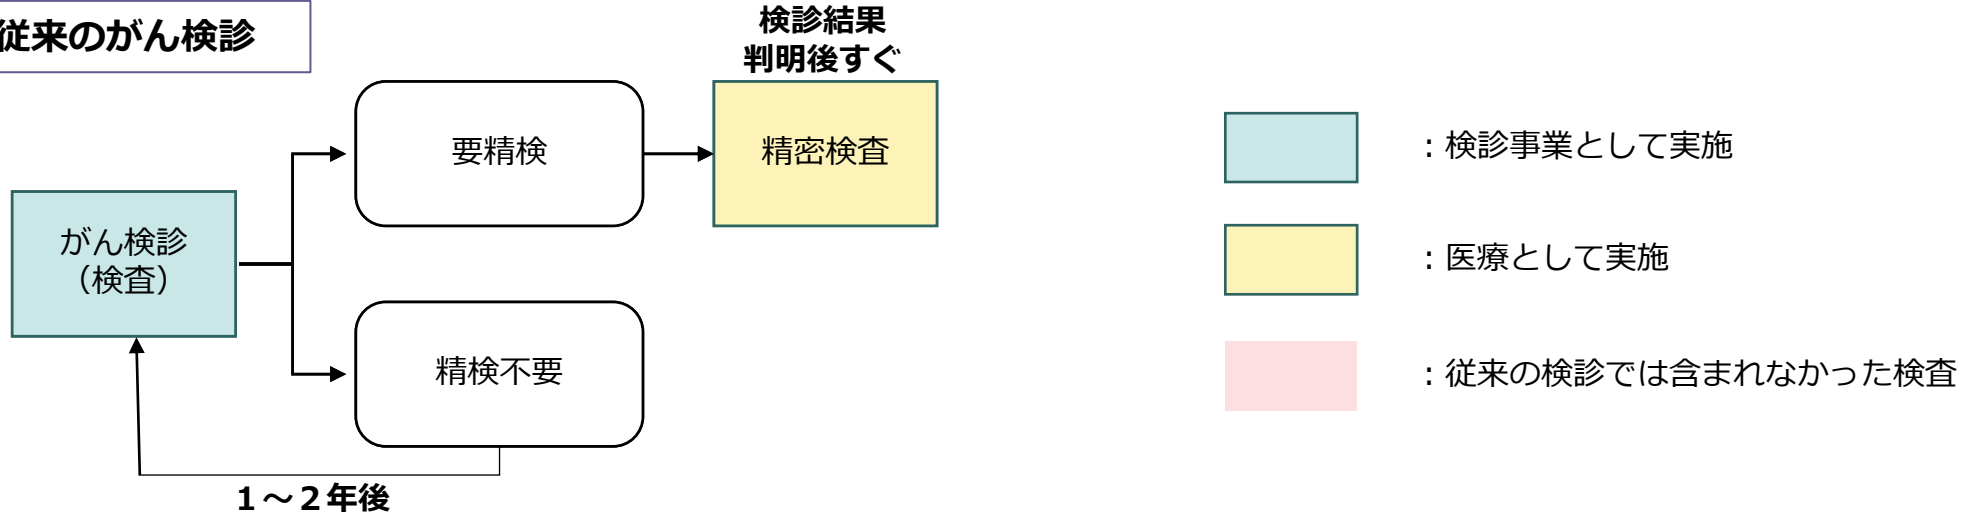 従来のがん検診
検診結果
判明後すぐ
要精検
精密検査
がん検診
（検査）
精検不要
１～２年後
：検診事業として実施
：医療として実施
：従来の検診では含まれなかった検査